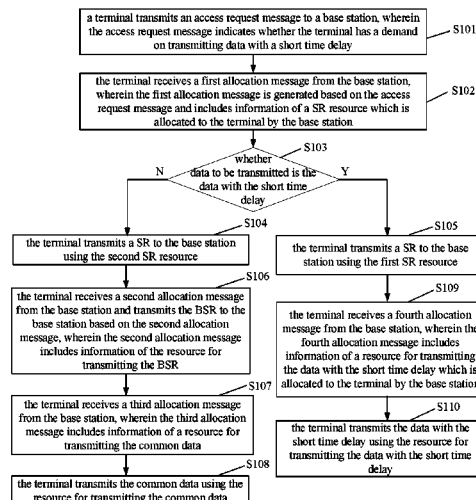 a terminal transmits an access request message to a base station, wherein
the access request message indicates whether the terminal has a demand
on transmitting data with a short time delay
S101
the terminal receives a first allocation message from the base station,
wherein the first allocation message is generated based on the access
request message and includes information of a SR resource which is
allocated to the terminal by the base station
S102
S103
whether
data to be transmitted is the
data with the short time
delay
N
Y
S104
the terminal transmits a SR to the base station
using the second SR resource
S105
the terminal transmits a SR to the base
station using the first SR resource
S106
the terminal receives a second allocation message
from the base station and transmits the BSR to the
base station based on the second allocation
message, wherein the second allocation message
includes information of the resource for
transmitting the BSR
S109
the terminal receives a fourth allocation
message from the base station, wherein the
fourth allocation message includes
information of a resource for transmitting
the data with the short time delay which is
allocated to the terminal by the base station
S107
the terminal receives a third allocation message
from the base station, wherein the third allocation
message includes information of a resource for
transmitting the common data
S110
the terminal transmits the data with the
short time delay using the resource for
transmitting the data with the short time
delay
S108
the terminal transmits the common data using the
resource for transmitting the common data